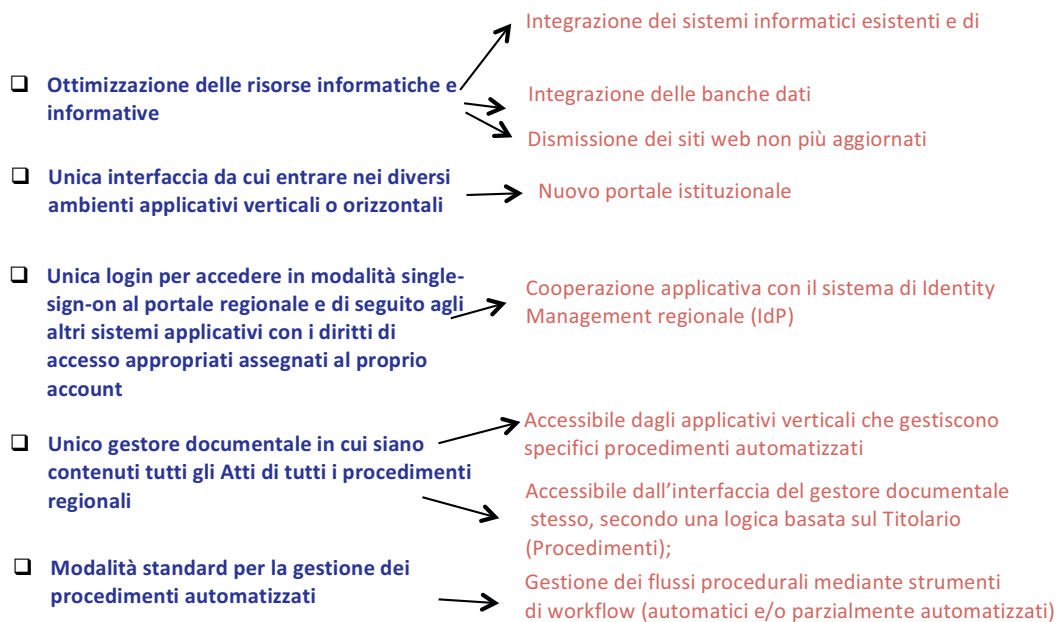 Integrazione dei sistemi informatici esistenti e di
Ottimizzazione delle risorse informatiche e
informative
Integrazione delle banche dati
Dismissione dei siti web non più aggiornati
Unica interfaccia da cui entrare nei diversi
ambienti applicativi verticali o orizzontali
Nuovo portale istituzionale
Unica login per accedere in modalità single-
sign-on al portale regionale e di seguito agli
altri sistemi applicativi con i diritti di
accesso appropriati assegnati al proprio
account
Cooperazione applicativa con il sistema di Identity
Management regionale (IdP)
Unico gestore documentale in cui siano
contenuti tutti gli Atti di tutti i procedimenti
regionali
Accessibile dagli applicativi verticali che gestiscono
specifici procedimenti automatizzati
Accessibile dall’interfaccia del gestore documentale
stesso, secondo una logica basata sul Titolario
(Procedimenti);
Modalità standard per la gestione dei
procedimenti automatizzati
Gestione dei flussi procedurali mediante strumenti
di workflow (automatici e/o parzialmente automatizzati)